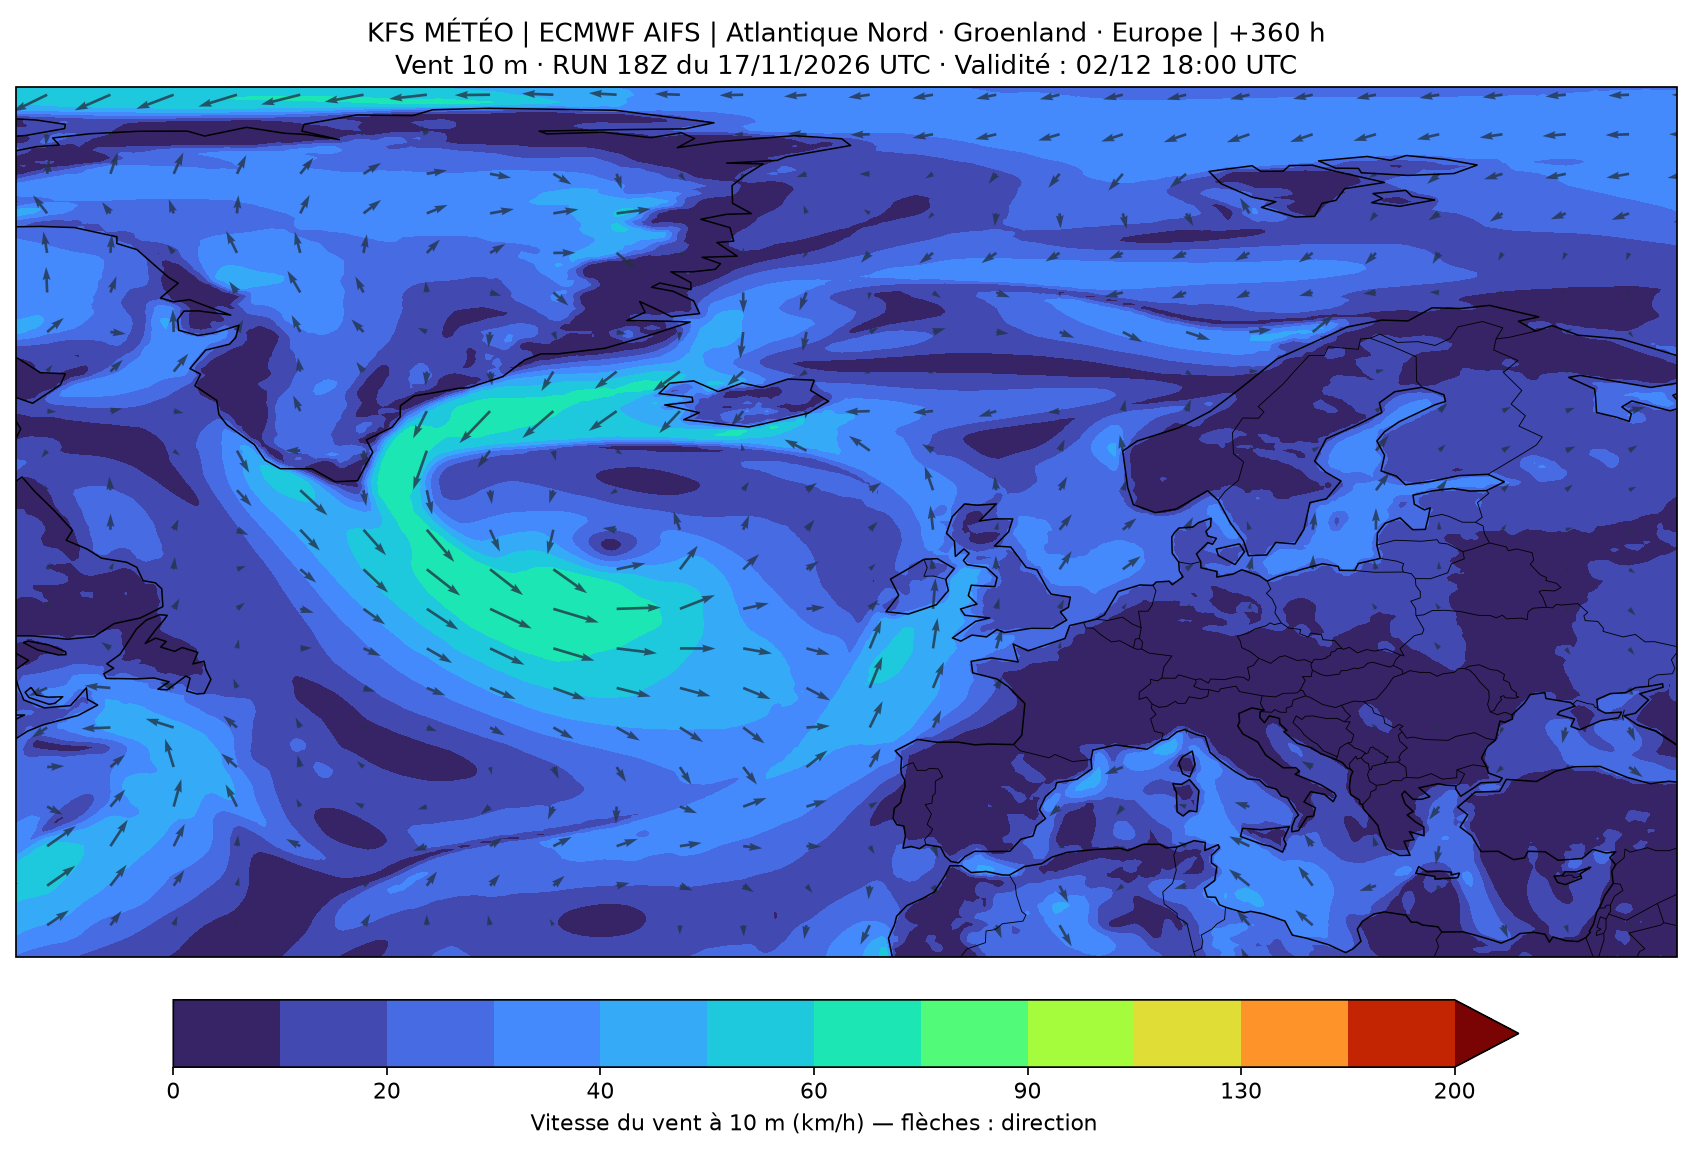 KFS MÉTÉO | ECMWF AIFS | Atlantique Nord · Groenland · Europe | +360 h
Vent 10 m · RUN 18Z du 17/11/2026 UTC · Validité : 02/12 18:00 UTC
0 20 40 60 90 130 200
Vitesse du vent à 10 m (km/h) — flèches : direction